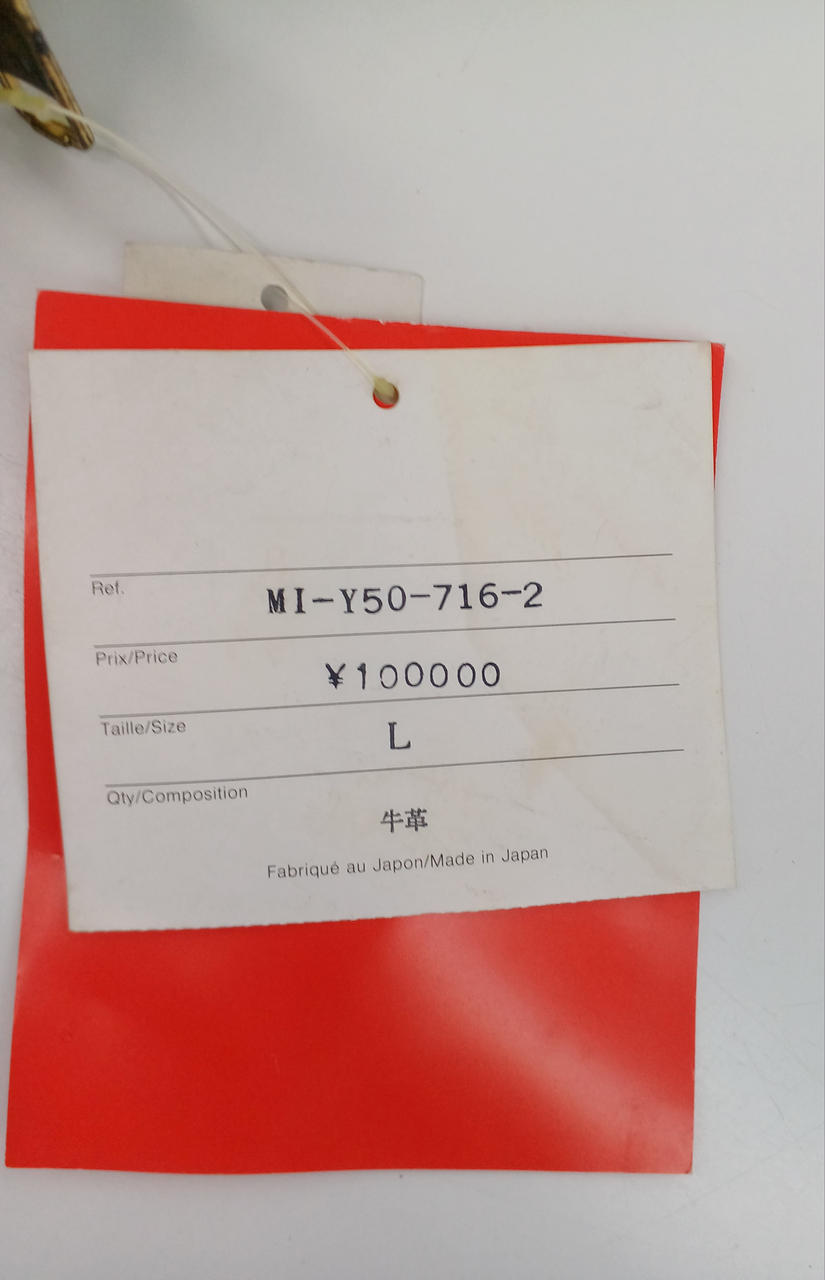 Ref.
MI-Y50-716-2
Prix/Price
¥100000
Taille/Size
L
Qty/Composition
牛革
Fabriqué au Japon/Made in Japan